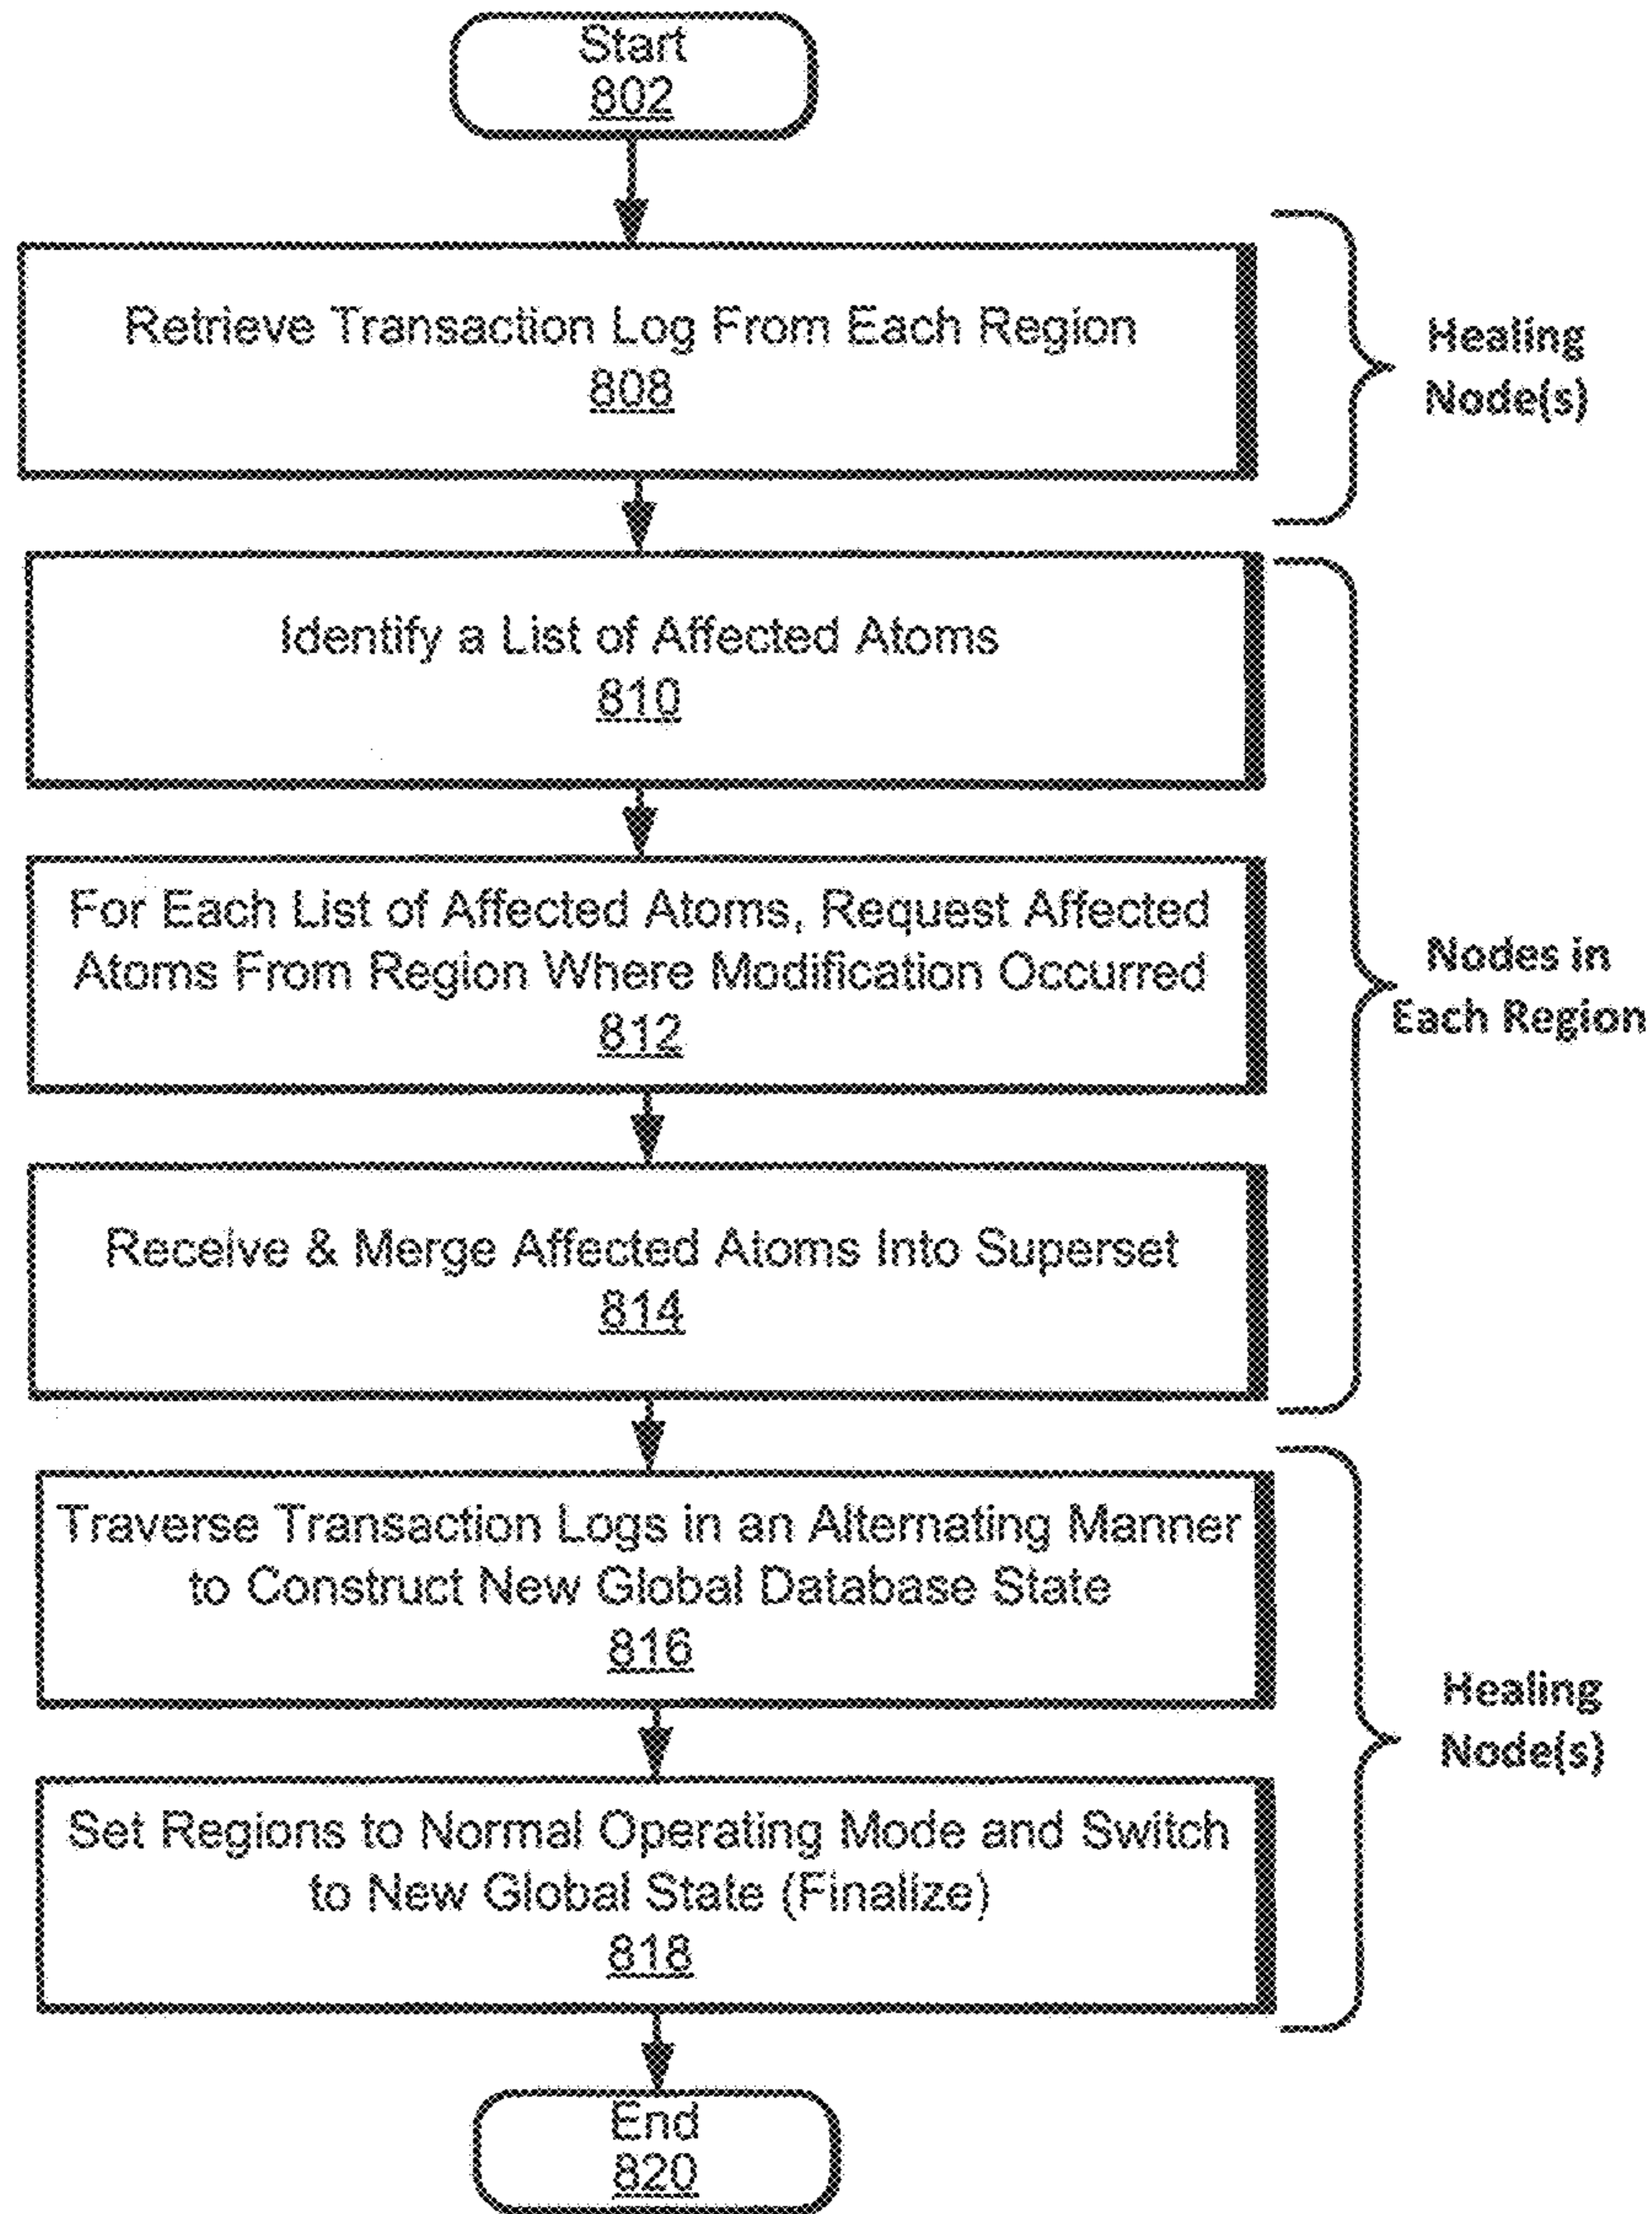 Start
802
Retrieve Transaction Log From Each Region
808
Healing
Node(s)
Identify a List of Affected Atoms
810
For Each List of Affected Atoms, Request Affected
Atoms From Region Where Modification Occurred
812
Nodes in
Each Region
Receive & Merge Affected Atoms Into Superset
814
Traverse Transaction Logs in an Alternating Manner
to Construct New Global Database State
816
Healing
Node(s)
Set Regions to Normal Operating Mode and Switch
to New Global State (Finalize)
818
End
820